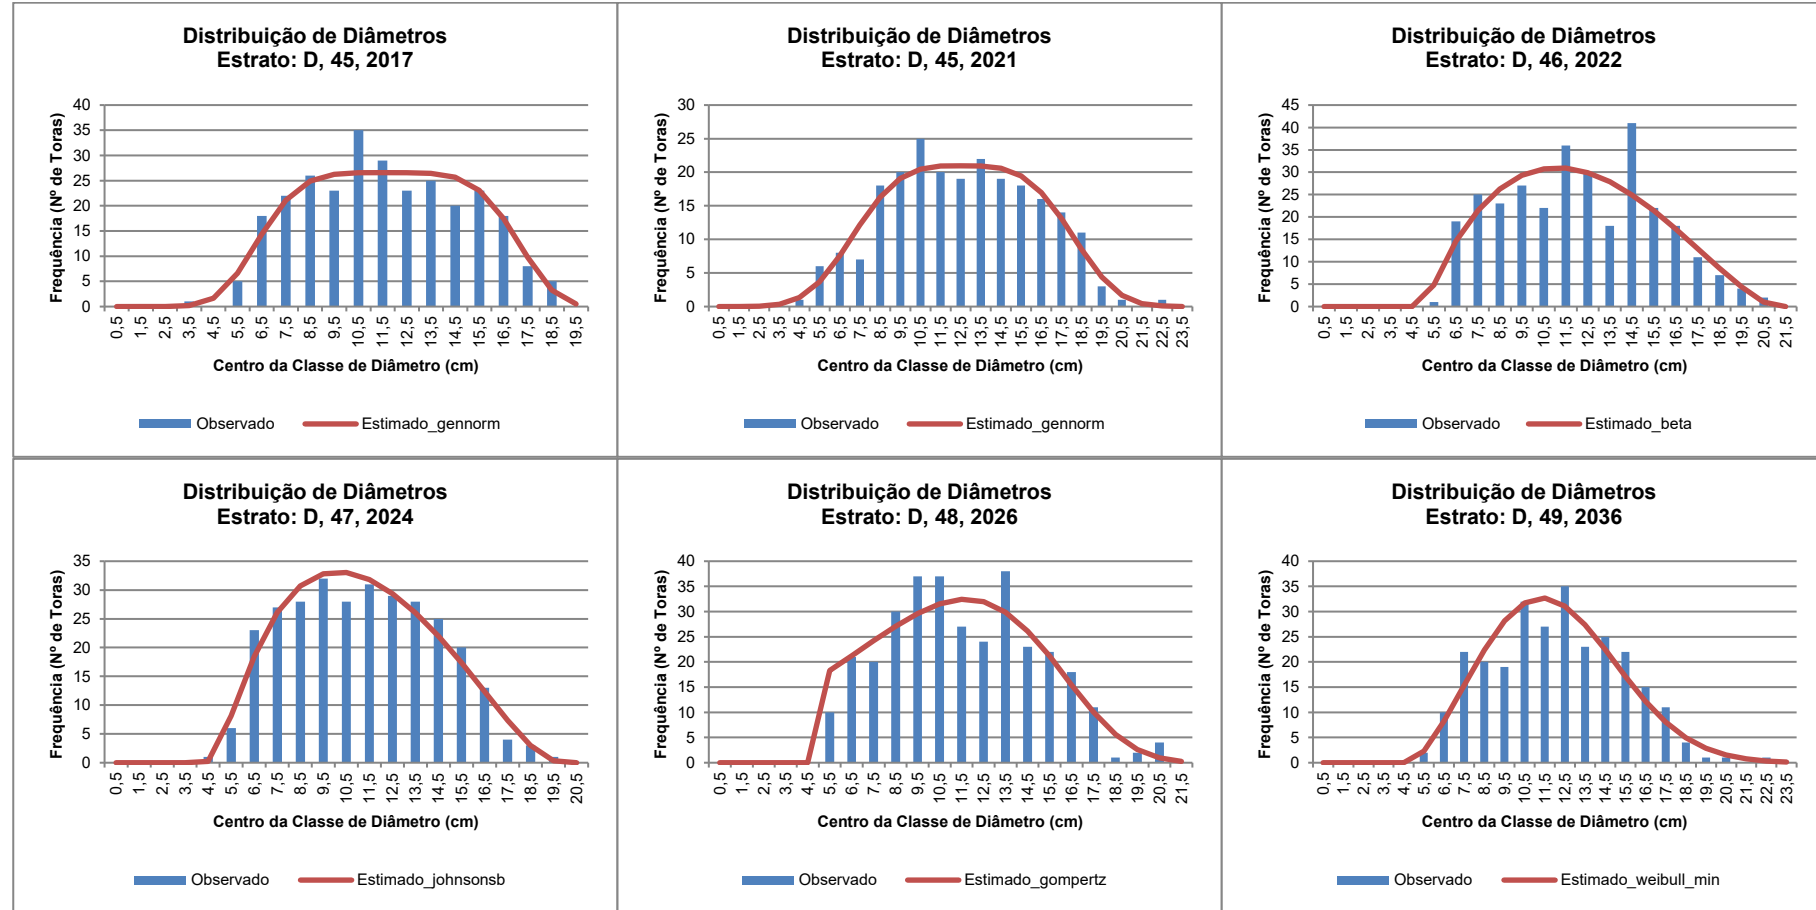 Distribuição de Diâmetros
Estrato: D, 45, 2017
Frequência (Nº de Toras)
40
35
30
25
20
15
10
5
0
0,5 1,5 2,5 3,5 4,5 5,5 6,5 7,5 8,5 9,5 10,5 11,5 12,5 13,5 14,5 15,5 16,5 17,5 18,5 19,5
Centro da Classe de Diâmetro (cm)
Observado Estimado_gennorm
Distribuição de Diâmetros
Estrato: D, 45, 2021
Frequência (Nº de Toras)
30
25
20
15
10
5
0
0,5 1,5 2,5 3,5 4,5 5,5 6,5 7,5 8,5 9,5 10,5 11,5 12,5 13,5 14,5 15,5 16,5 17,5 18,5 19,5 20,5 21,5 22,5 23,5
Centro da Classe de Diâmetro (cm)
Observado Estimado_gennorm
Distribuição de Diâmetros
Estrato: D, 46, 2022
Frequência (Nº de Toras)
45
40
35
30
25
20
15
10
5
0
0,5 1,5 2,5 3,5 4,5 5,5 6,5 7,5 8,5 9,5 10,5 11,5 12,5 13,5 14,5 15,5 16,5 17,5 18,5 19,5 20,5 21,5
Centro da Classe de Diâmetro (cm)
Observado Estimado_beta
Distribuição de Diâmetros
Estrato: D, 47, 2024
Frequência (Nº de Toras)
35
30
25
20
15
10
5
0
0,5 1,5 2,5 3,5 4,5 5,5 6,5 7,5 8,5 9,5 10,5 11,5 12,5 13,5 14,5 15,5 16,5 17,5 18,5 19,5 20,5
Centro da Classe de Diâmetro (cm)
Observado Estimado_johnsonsb
Distribuição de Diâmetros
Estrato: D, 48, 2026
Frequência (Nº de Toras)
40
35
30
25
20
15
10
5
0
0,5 1,5 2,5 3,5 4,5 5,5 6,5 7,5 8,5 9,5 10,5 11,5 12,5 13,5 14,5 15,5 16,5 17,5 18,5 19,5 20,5 21,5
Centro da Classe de Diâmetro (cm)
Observado Estimado_gompertz
Distribuição de Diâmetros
Estrato: D, 49, 2036
Frequência (Nº de Toras)
40
35
30
25
20
15
10
5
0
0,5 1,5 2,5 3,5 4,5 5,5 6,5 7,5 8,5 9,5 10,5 11,5 12,5 13,5 14,5 15,5 16,5 17,5 18,5 19,5 20,5 21,5 22,5 23,5
Centro da Classe de Diâmetro (cm)
Observado Estimado_weibull_min